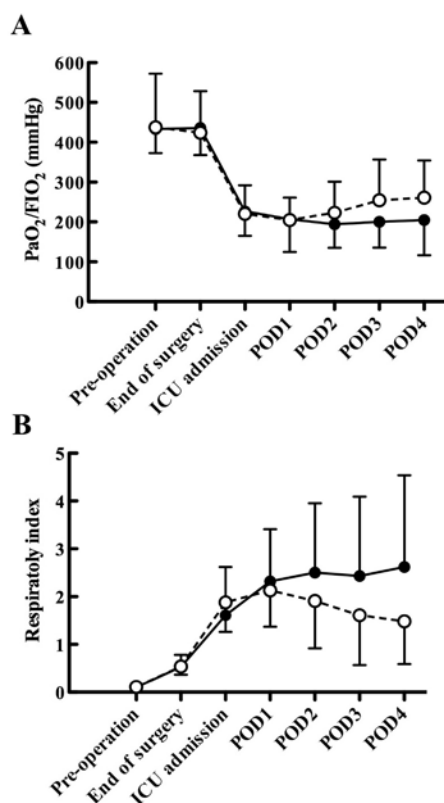 A
PaO2/FIO2 (mmHg)
600
500
400
300
200
100
0
Pre-operation
End of surgery
ICU admission
POD1
POD2
POD3
POD4
B
Respiratoly index
5
4
3
2
1
0
Pre-operation
End of surgery
ICU admission
POD1
POD2
POD3
POD4